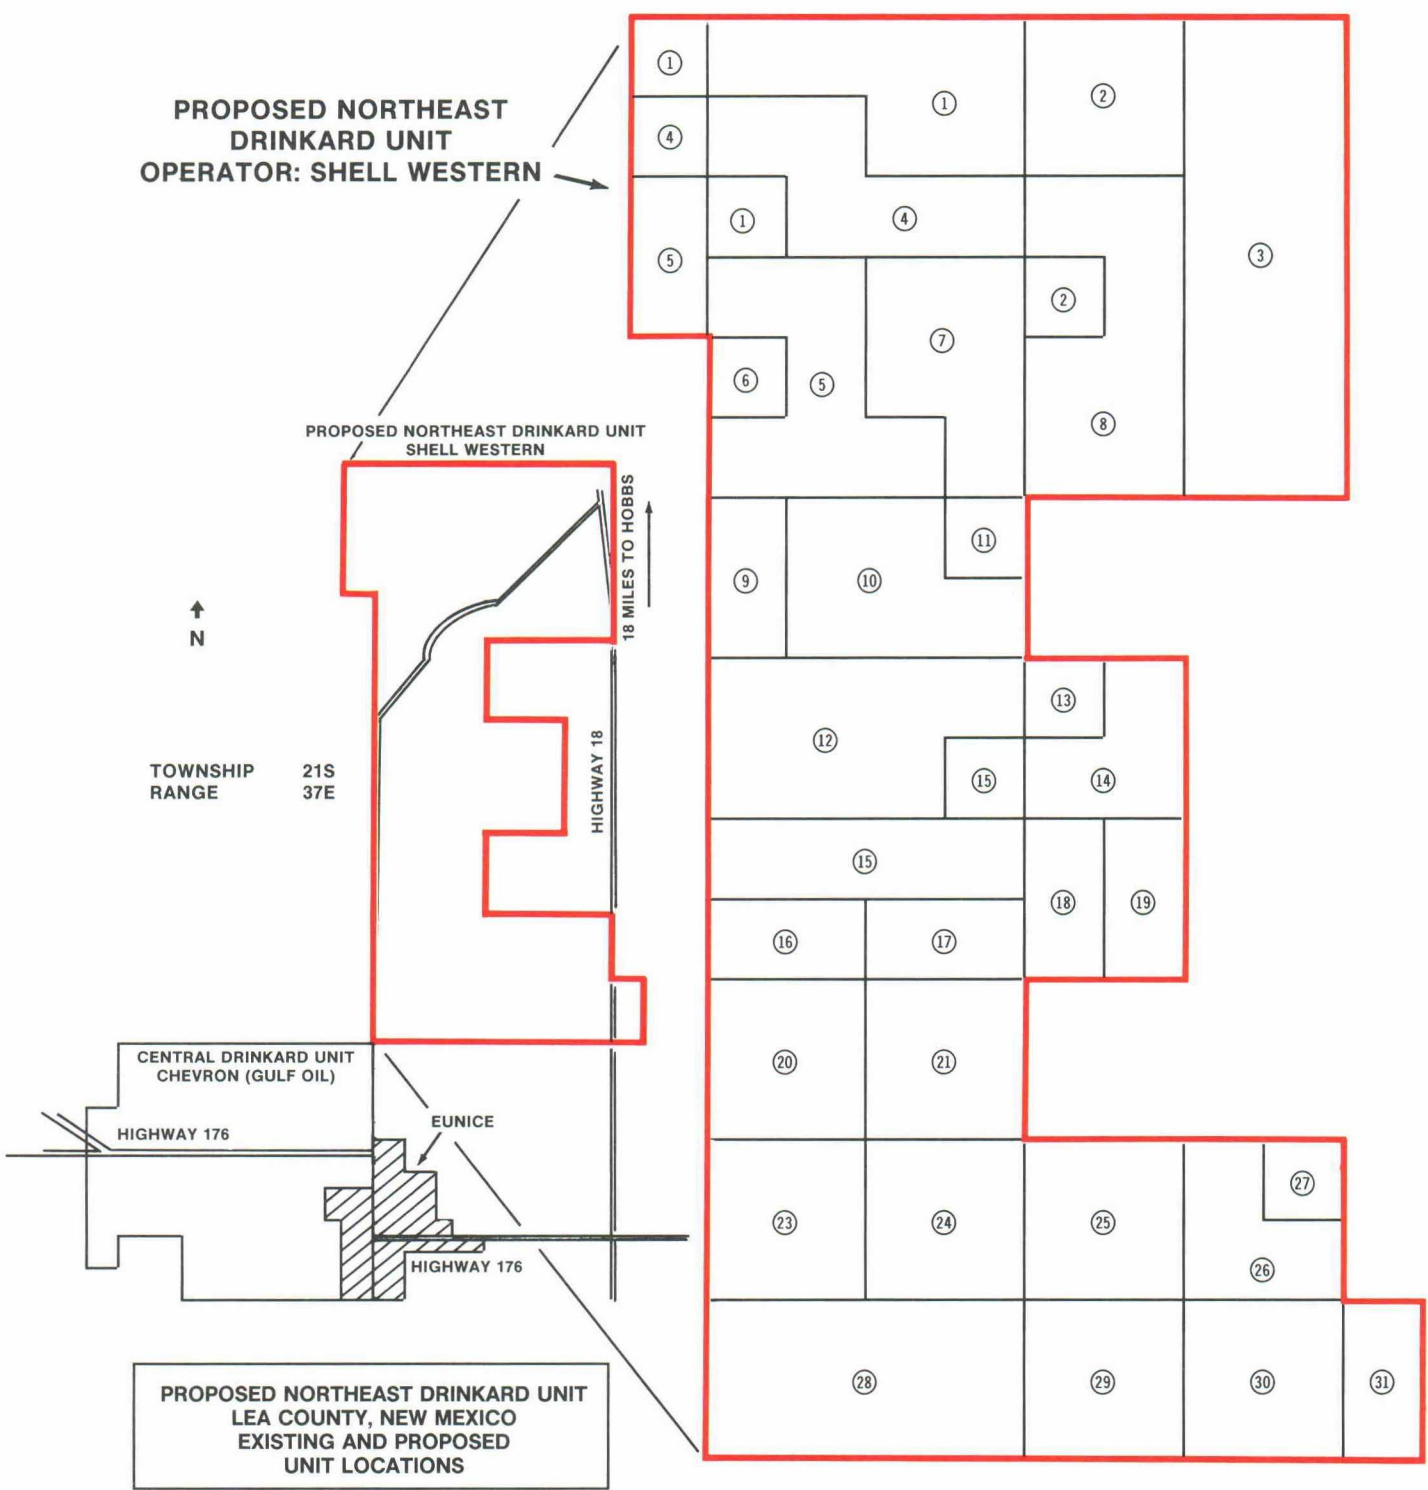 PROPOSED NORTHEAST
DRINKARD UNIT
OPERATOR: SHELL WESTERN
PROPOSED NORTHEAST DRINKARD UNIT
SHELL WESTERN
18 MILES TO HOBBS
N
TOWNSHIP 21S
RANGE 37E
HIGHWAY 18
CENTRAL DRINKARD UNIT
CHEVRON (GULF OIL)
HIGHWAY 176
EUNICE
HIGHWAY 176
PROPOSED NORTHEAST DRINKARD UNIT
LEA COUNTY, NEW MEXICO
EXISTING AND PROPOSED
UNIT LOCATIONS
1
1
2
4
1
4
5
3
2
7
6
5
8
11
9
10
13
12
15
14
15
18
19
16
17
20
21
27
23
24
25
26
28
29
30
31